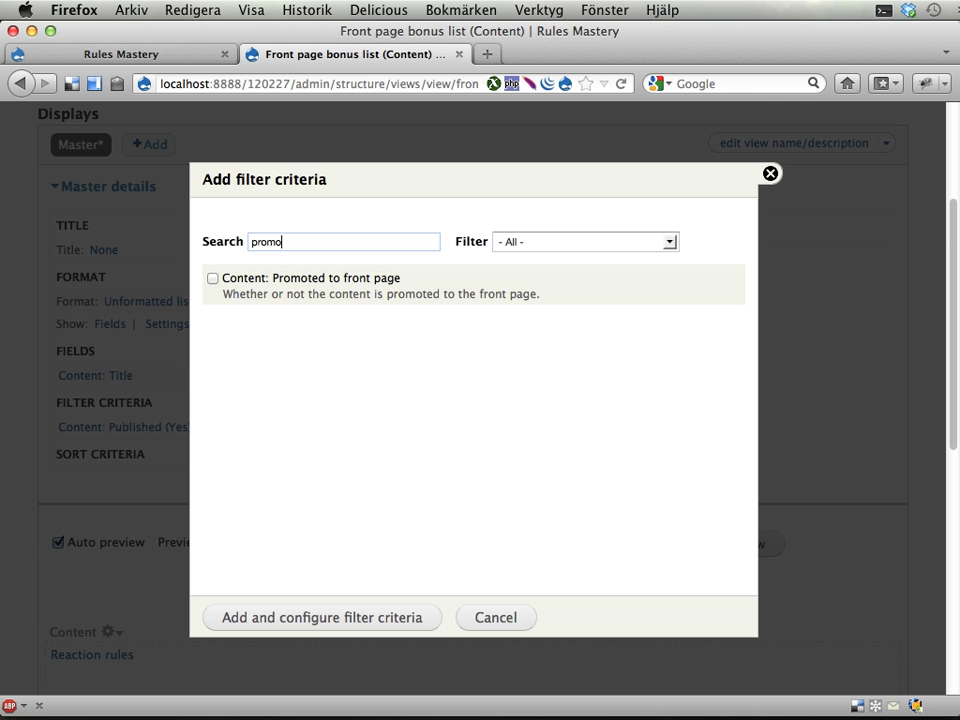 Firefox Arkiv Redigera Visa Historik Delicious Bokmärken Verktyg Fönster Hjälp
Front page bonus list (Content) | Rules Mastery
Rules Mastery
Front page bonus list (Content) ...
localhost:8888/120227/admin/structure/views/view/fron
php
Google
Displays
Master*
Add
edit view name/description
Master details
TITLE
Title: None
FORMAT
Format: Unformatted lis
Show: Fields | Settings
FIELDS
Content: Title
FILTER CRITERIA
Content: Published (Yes
SORT CRITERIA
Add filter criteria
Search promo Filter - All -
Content: Promoted to front page
Whether or not the content is promoted to the front page.
Add and configure filter criteria
Cancel
Auto preview Previe
w
Content
Reaction rules
ABP